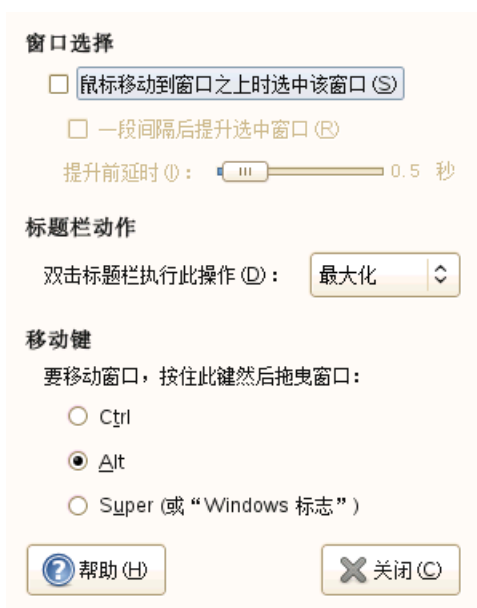 窗口选择
鼠标移动到窗口之上时选中该窗口(S)
一段间隔后提升选中窗口(R)
提升前延时(I)： 0.5 秒
标题栏动作
双击标题栏执行此操作(D)： 最大化
移动键
要移动窗口，按住此键然后拖曳窗口：
Ctrl
Alt
Super (或“Windows 标志”)
帮助(H) 关闭(C)